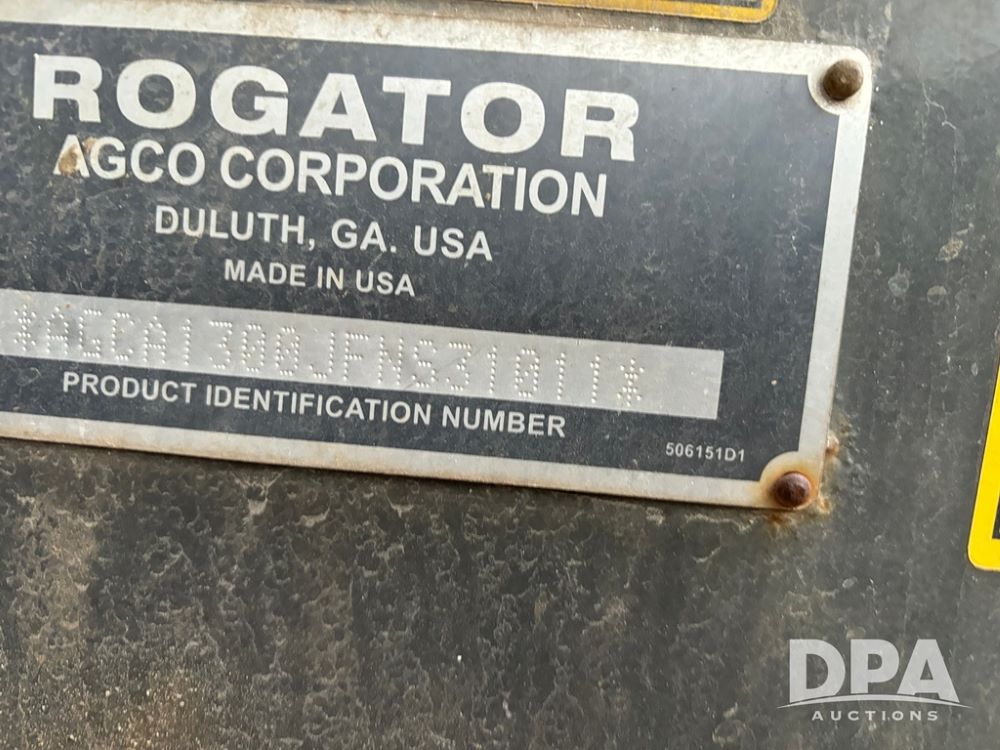 ROGATOR
AGCO CORPORATION
DULUTH, GA. USA
MADE IN USA
*AGCA1300JFNS31011*
PRODUCT IDENTIFICATION NUMBER
506151D1
DPA
AUCTIONS